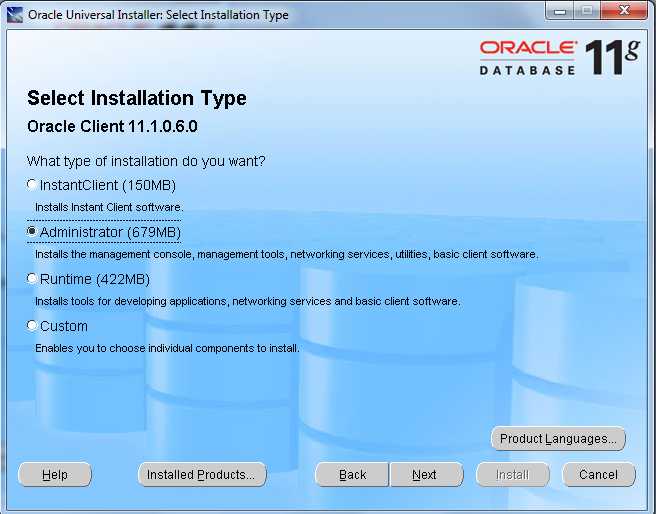 Oracle Universal Installer: Select Installation Type
ORACLE 11g
DATABASE
Select Installation Type
Oracle Client 11.1.0.6.0
What type of installation do you want?
InstantClient (150MB)
Installs Instant Client software.
Administrator (679MB)
Installs the management console, management tools, networking services, utilities, basic client software.
Runtime (422MB)
Installs tools for developing applications, networking services and basic client software.
Custom
Enables you to choose individual components to install.
Product Languages...
Help Installed Products... Back Next Install Cancel